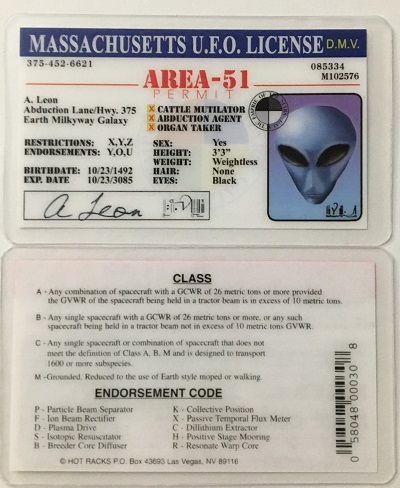 MASSACHUSETTS U.F.O. LICENSE D.M.V.
375-452-6621
085334
M102576
AREA-51
PERMIT
A. Leon
Abduction Lane/Hwy. 375
Earth Milkyway Galaxy
X CATTLE MUTILATOR
X ABDUCTION AGENT
X ORGAN TAKER
RESTRICTIONS: X,Y,Z
ENDORSEMENTS: Y,O,U
BIRTHDATE: 10/23/1492
EXP. DATE 10/23/3085
SEX: Yes
HEIGHT: 3'3"
WEIGHT: Weightless
HAIR: None
EYES: Black
A Leon
CLASS
A - Any combination of spacecraft with a GCWR of 26 metric tons or more provided
the GVWR of the spacecraft being held in a tractor beam is in excess of 10 metric tons.
B - Any single spacecraft with a GCWR of 26 metric tons or more, or any such
spacecraft being held in a tractor beam not in excess of 10 metric tons GVWR.
C - Any single spacecraft or combination of spacecraft that does not
meet the definition of Class A, B, M and is designed to transport
1600 or more subspecies.
M -Grounded. Reduced to the use of Earth style moped or walking.
ENDORSEMENT CODE
P - Particle Beam Separator
F - Ion Beam Rectifier
D - Plasma Drive
S - Isotopic Resuscitator
B - Breeder Core Diffuser
K - Collective Position
X - Passive Temporal Flux Meter
C - Dillithium Extractor
H - Positive Stage Mooring
R - Resonate Warp Core
© HOT RACKS P.O. Box 43693 Las Vegas, NV 89116
0 58048 00030 8